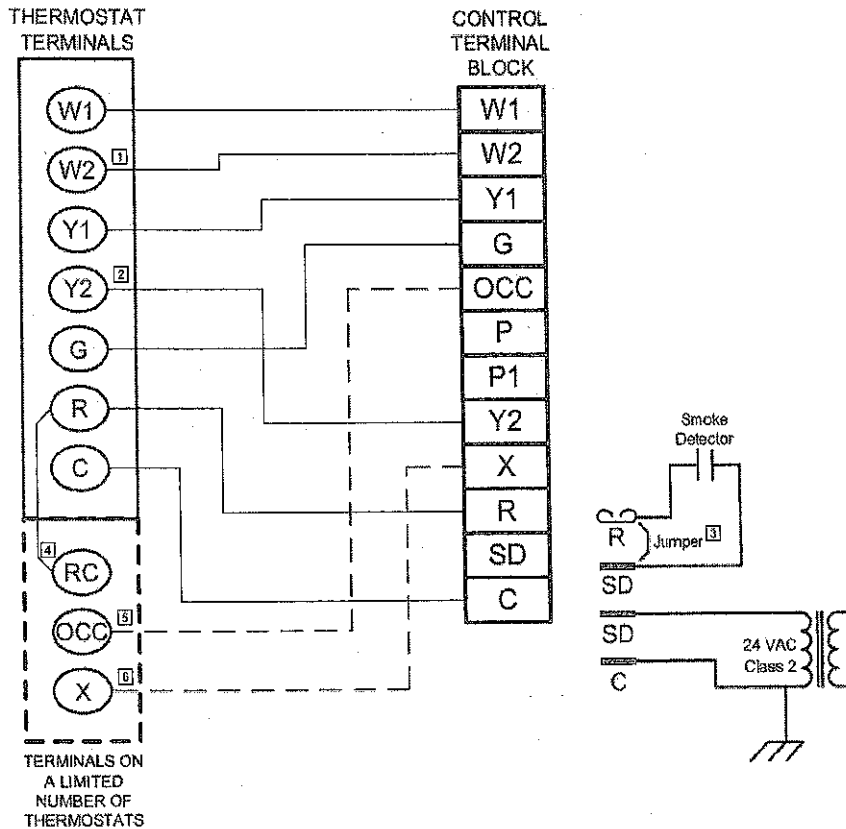 THERMOSTAT
TERMINALS
W1
W2 1
Y1
Y2 2
G
R
C
4 RC
OCC 5
X 6
TERMINALS ON
A LIMITED
NUMBER OF
THERMOSTATS
CONTROL
TERMINAL
BLOCK
W1
W2
Y1
G
OCC
P
P1
Y2
X
R
SD
C
Smoke
Detector
R
Jumper 3
SD
SD
24 VAC
Class 2
C